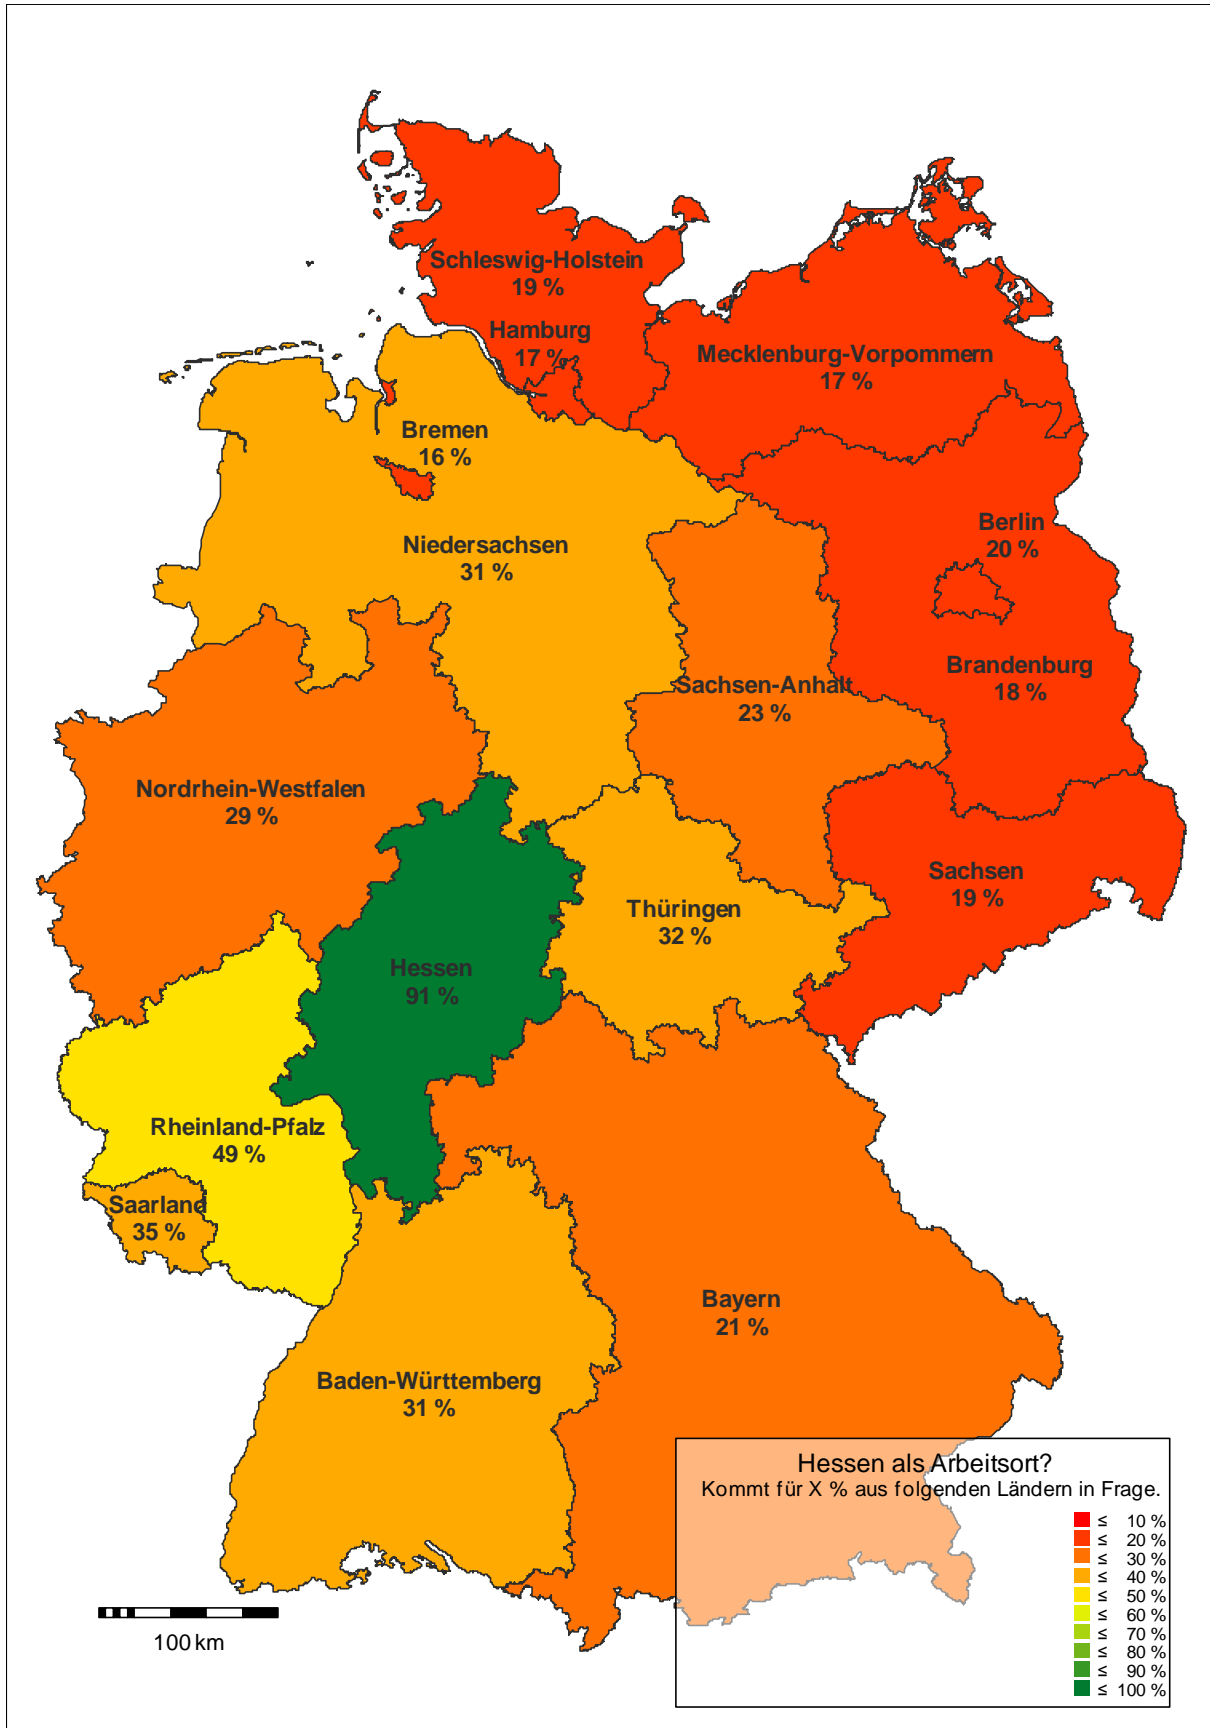 Schleswig-Holstein
19 %
Hamburg
17 %
Mecklenburg-Vorpommern
17 %
Bremen
16 %
Berlin
20 %
Niedersachsen
31 %
Brandenburg
18 %
Sachsen-Anhalt
23 %
Nordrhein-Westfalen
29 %
Sachsen
19 %
Thüringen
32 %
Hessen
91 %
Rheinland-Pfalz
49 %
Saarland
35 %
Bayern
21 %
Baden-Württemberg
31 %
Hessen als Arbeitsort?
Kommt für X % aus folgenden Ländern in Frage.
≤ 10 %
≤ 20 %
≤ 30 %
≤ 40 %
≤ 50 %
≤ 60 %
≤ 70 %
≤ 80 %
≤ 90 %
≤ 100 %
100 km